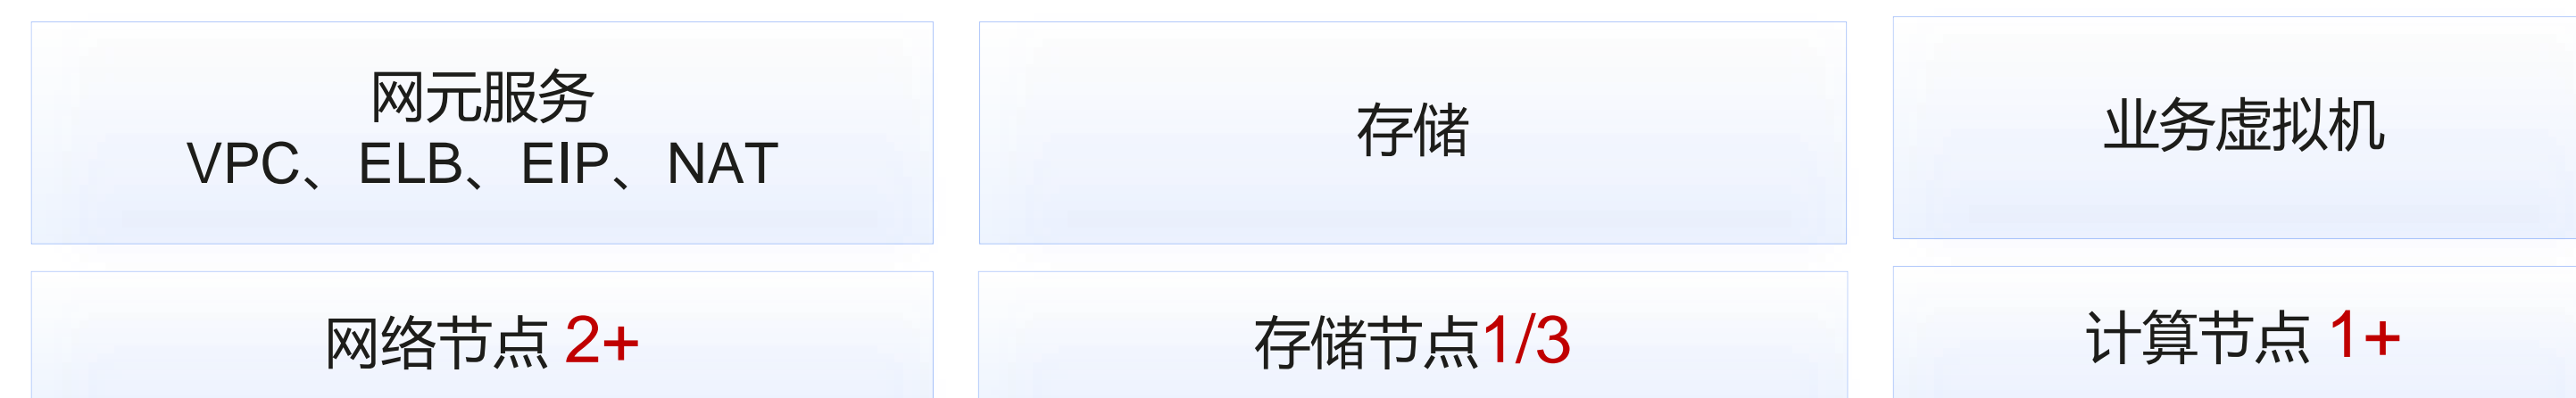 网元服务
VPC、ELB、EIP、NAT
存储
业务虚拟机
网络节点 2+
存储节点1/3
计算节点 1+